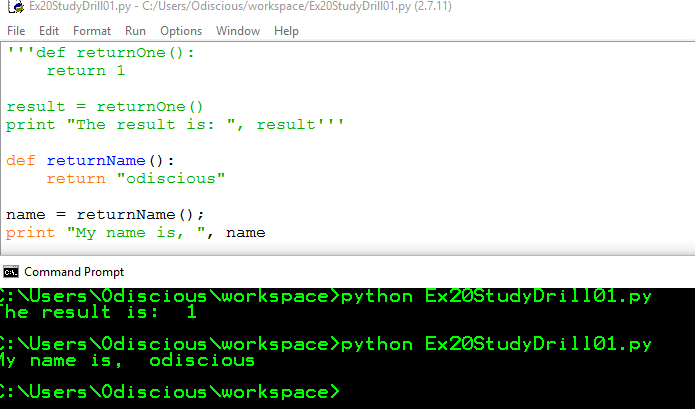 Ex20StudyDrill01.py - C:/Users/Odiscious/workspace/Ex20StudyDrill01.py (2.7.11)
File Edit Format Run Options Window Help
'''def returnOne():
    return 1
result = returnOne()
print "The result is: ", result'''
def returnName():
    return "odiscious"
name = returnName();
print "My name is, ", name
Command Prompt
C:\Users\Odiscious\workspace>python Ex20StudyDrill01.py
The result is:  1
C:\Users\Odiscious\workspace>python Ex20StudyDrill01.py
My name is,  odiscious
C:\Users\Odiscious\workspace>